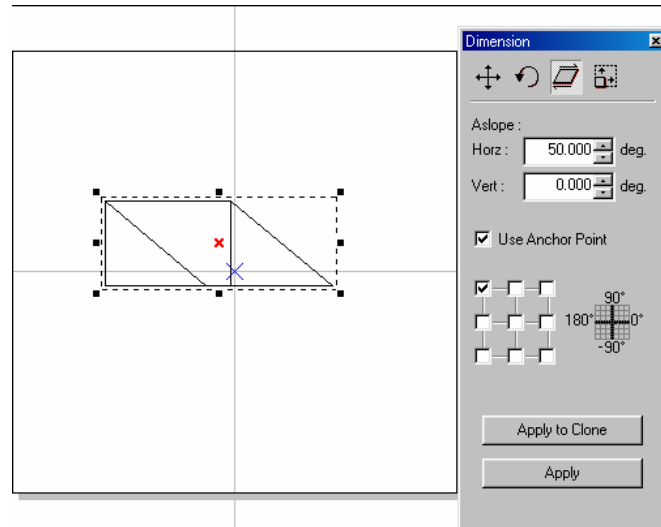 Dimension
Aslope :
Horz : 50.000 deg.
Vert : 0.000 deg.
Use Anchor Point
90°
180° 0°
-90°
Apply to Clone
Apply